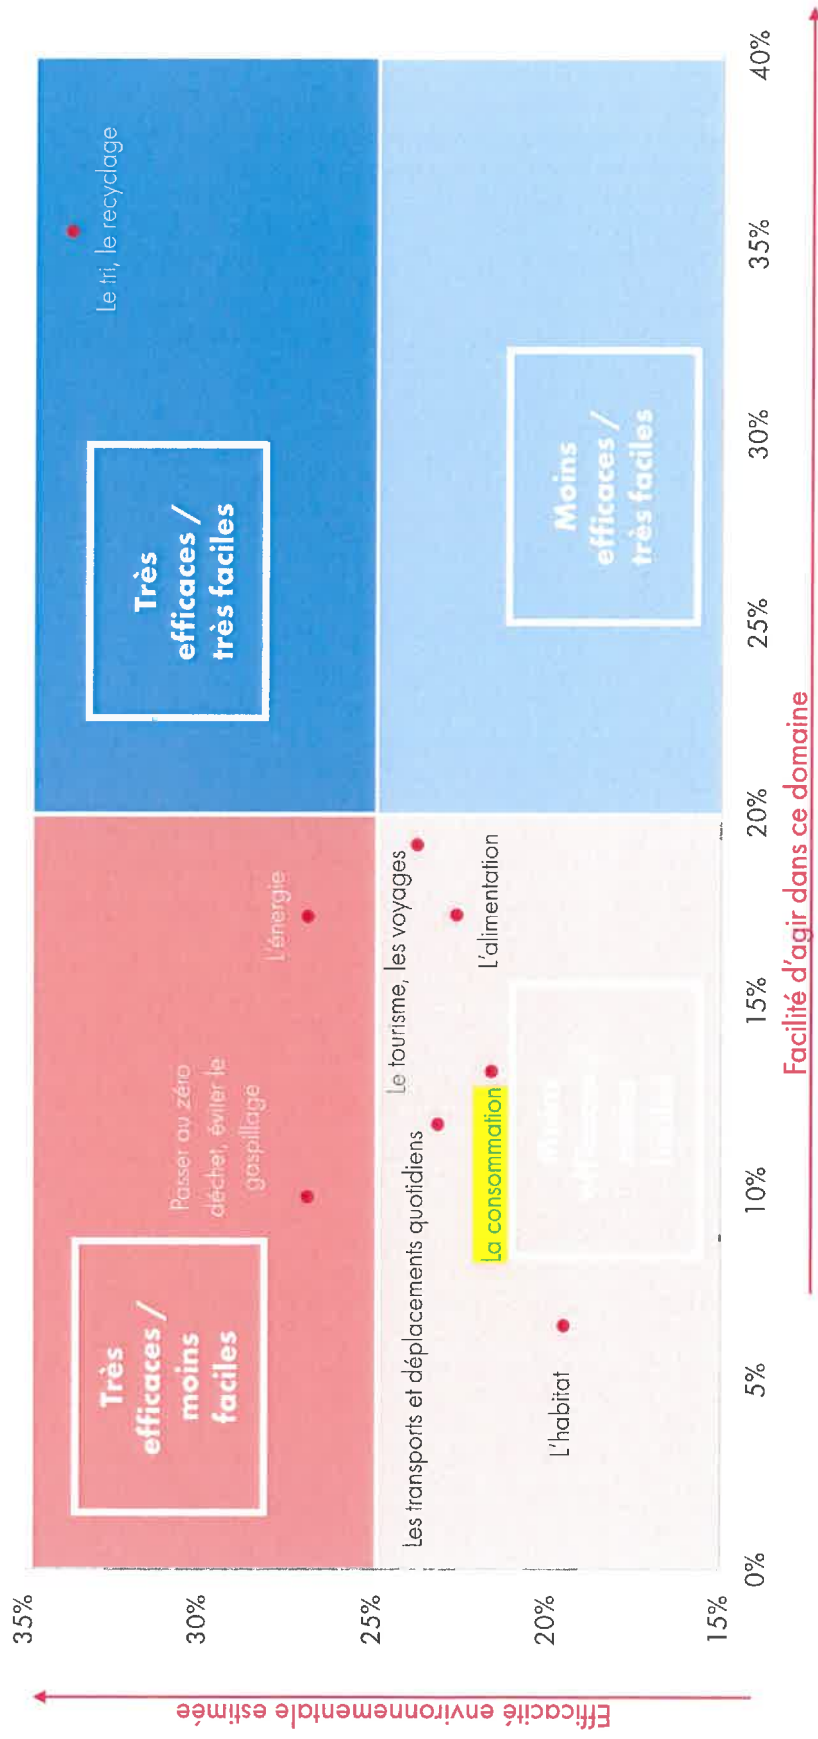 Efficacité environnementale estimée
35%
30%
25%
20%
15%
Très
efficaces /
moins
faciles
Passer au zéro
déchet, éviter le
gaspillage
L'énergie
Très
efficaces /
très faciles
Le tri, le recyclage
Les transports et déplacements quotidiens
Le tourisme, les voyages
L'alimentation
La consommation
L'habitat
Moins
efficaces /
très faciles
0%
5%
10%
15%
20%
25%
30%
35%
40%
Facilité d'agir dans ce domaine